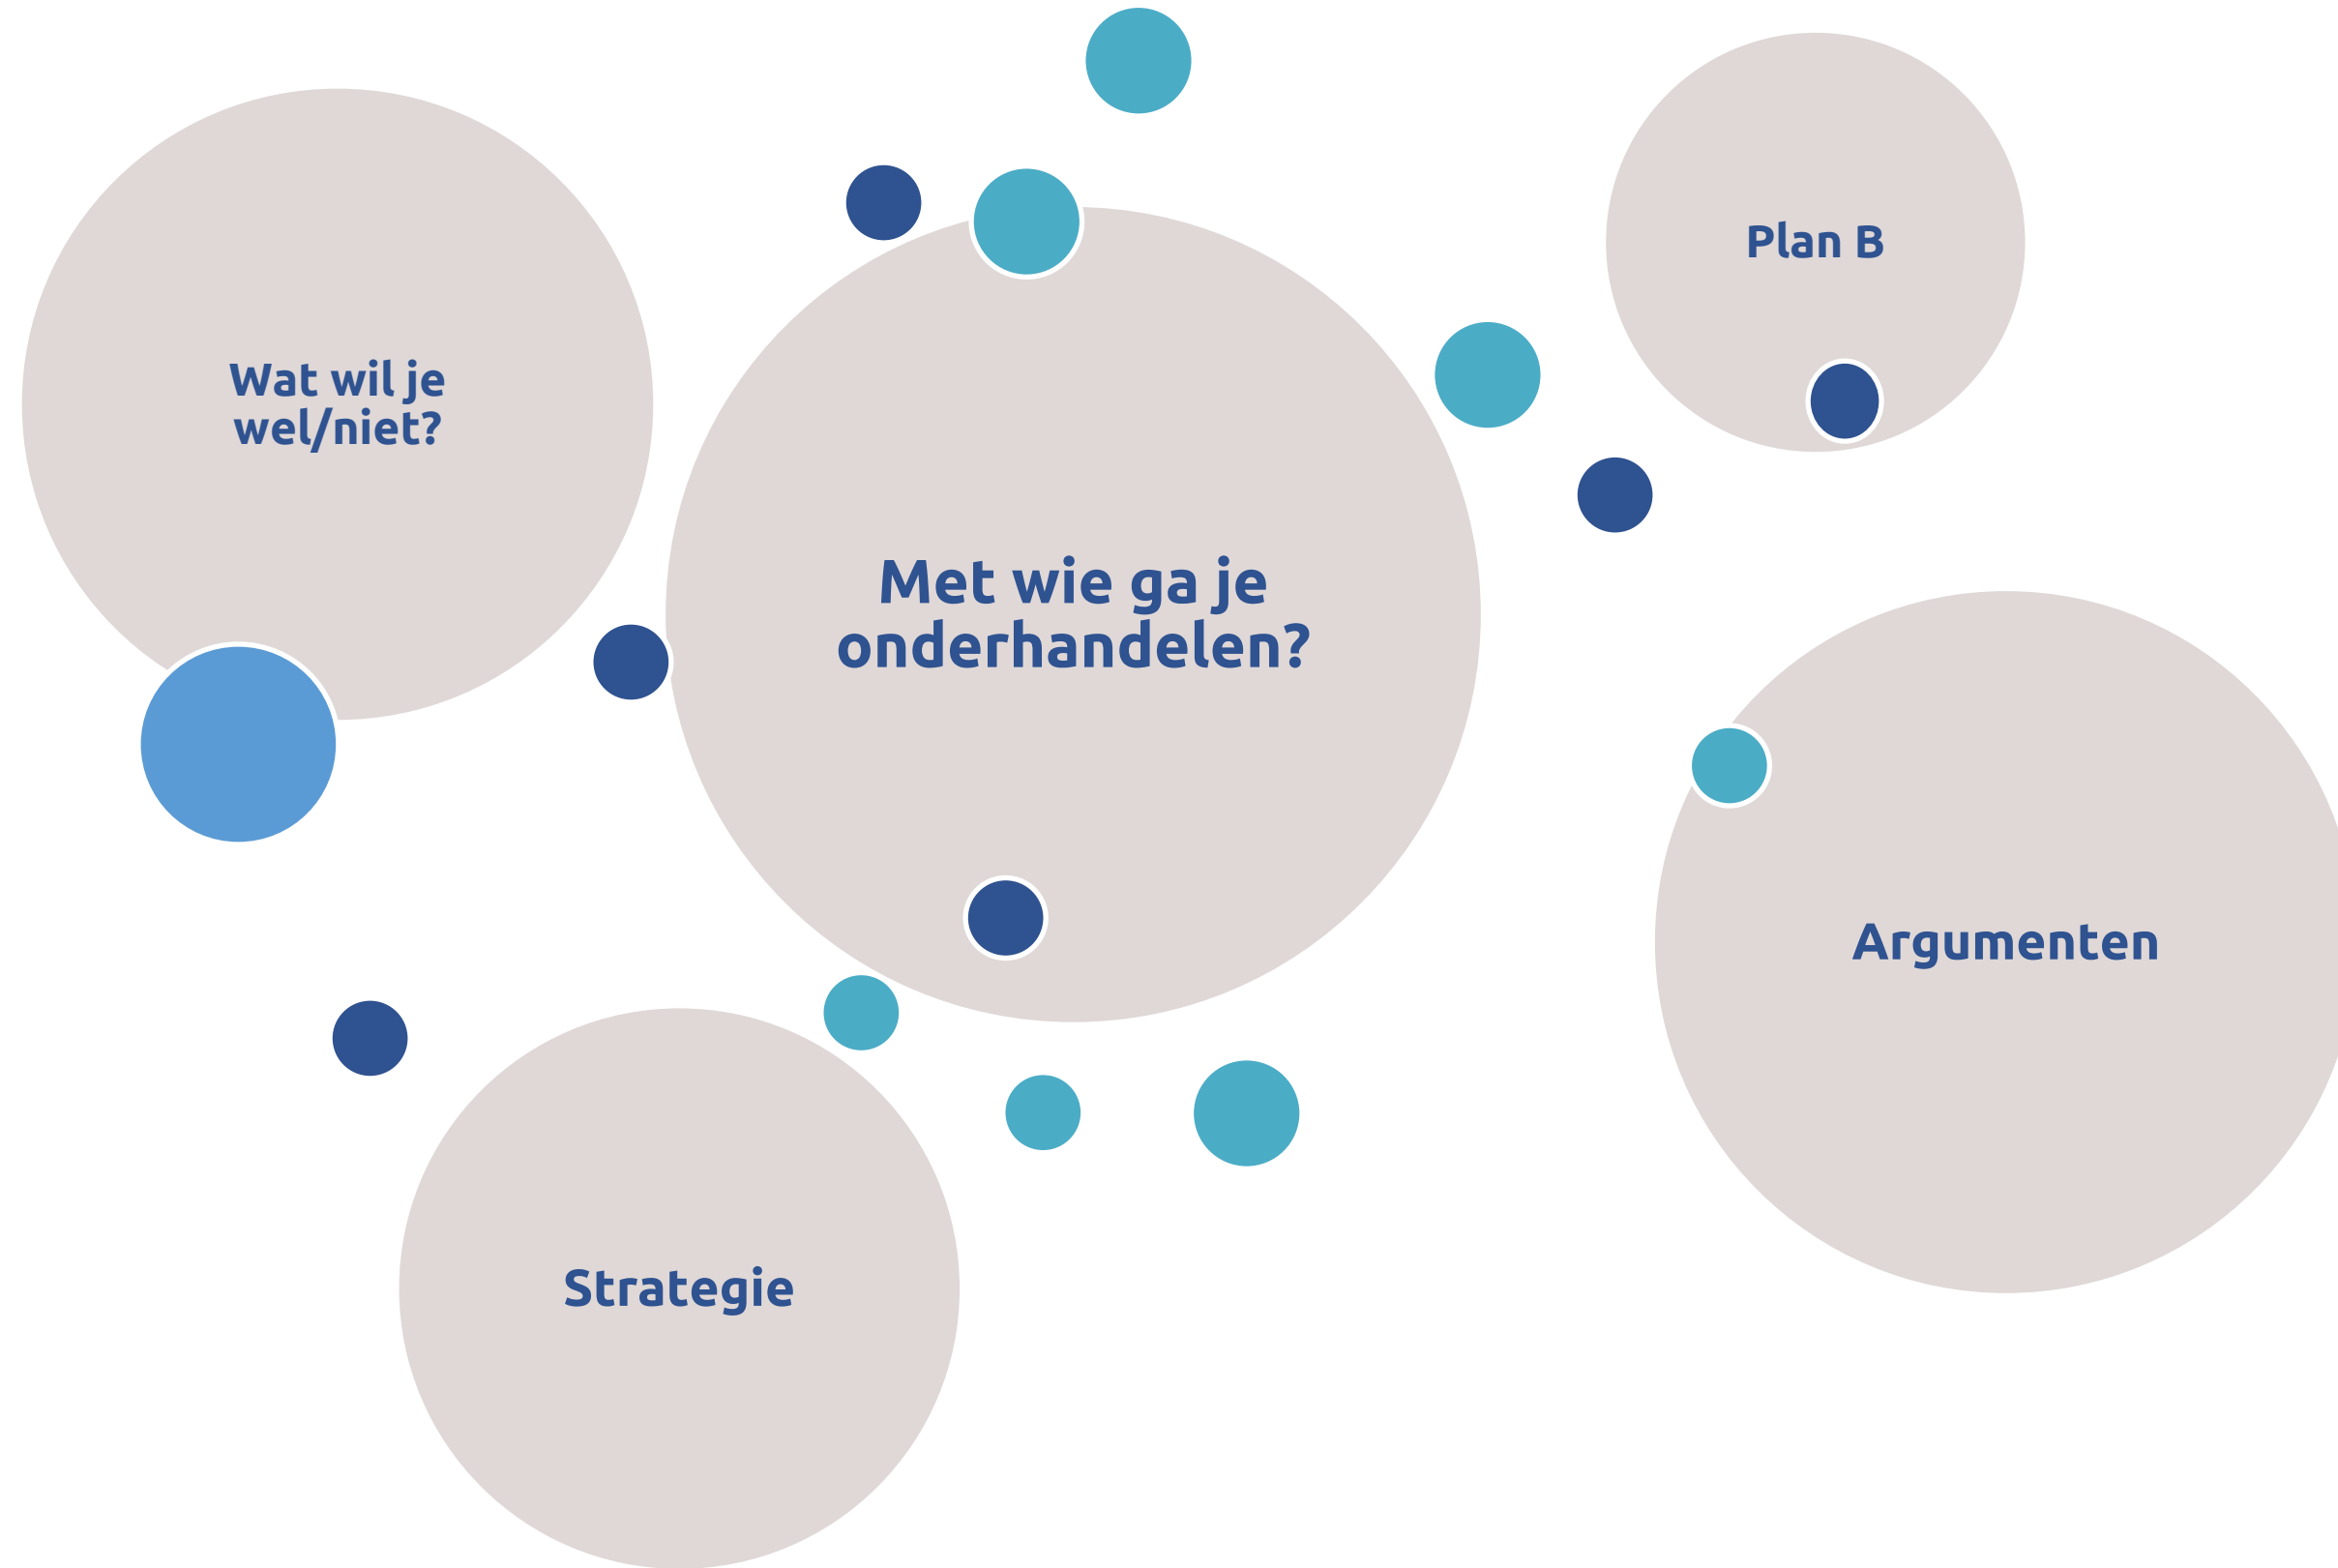 Wat wil je
wel/niet?
Met wie ga je
onderhandelen?
Plan B
Argumenten
Strategie